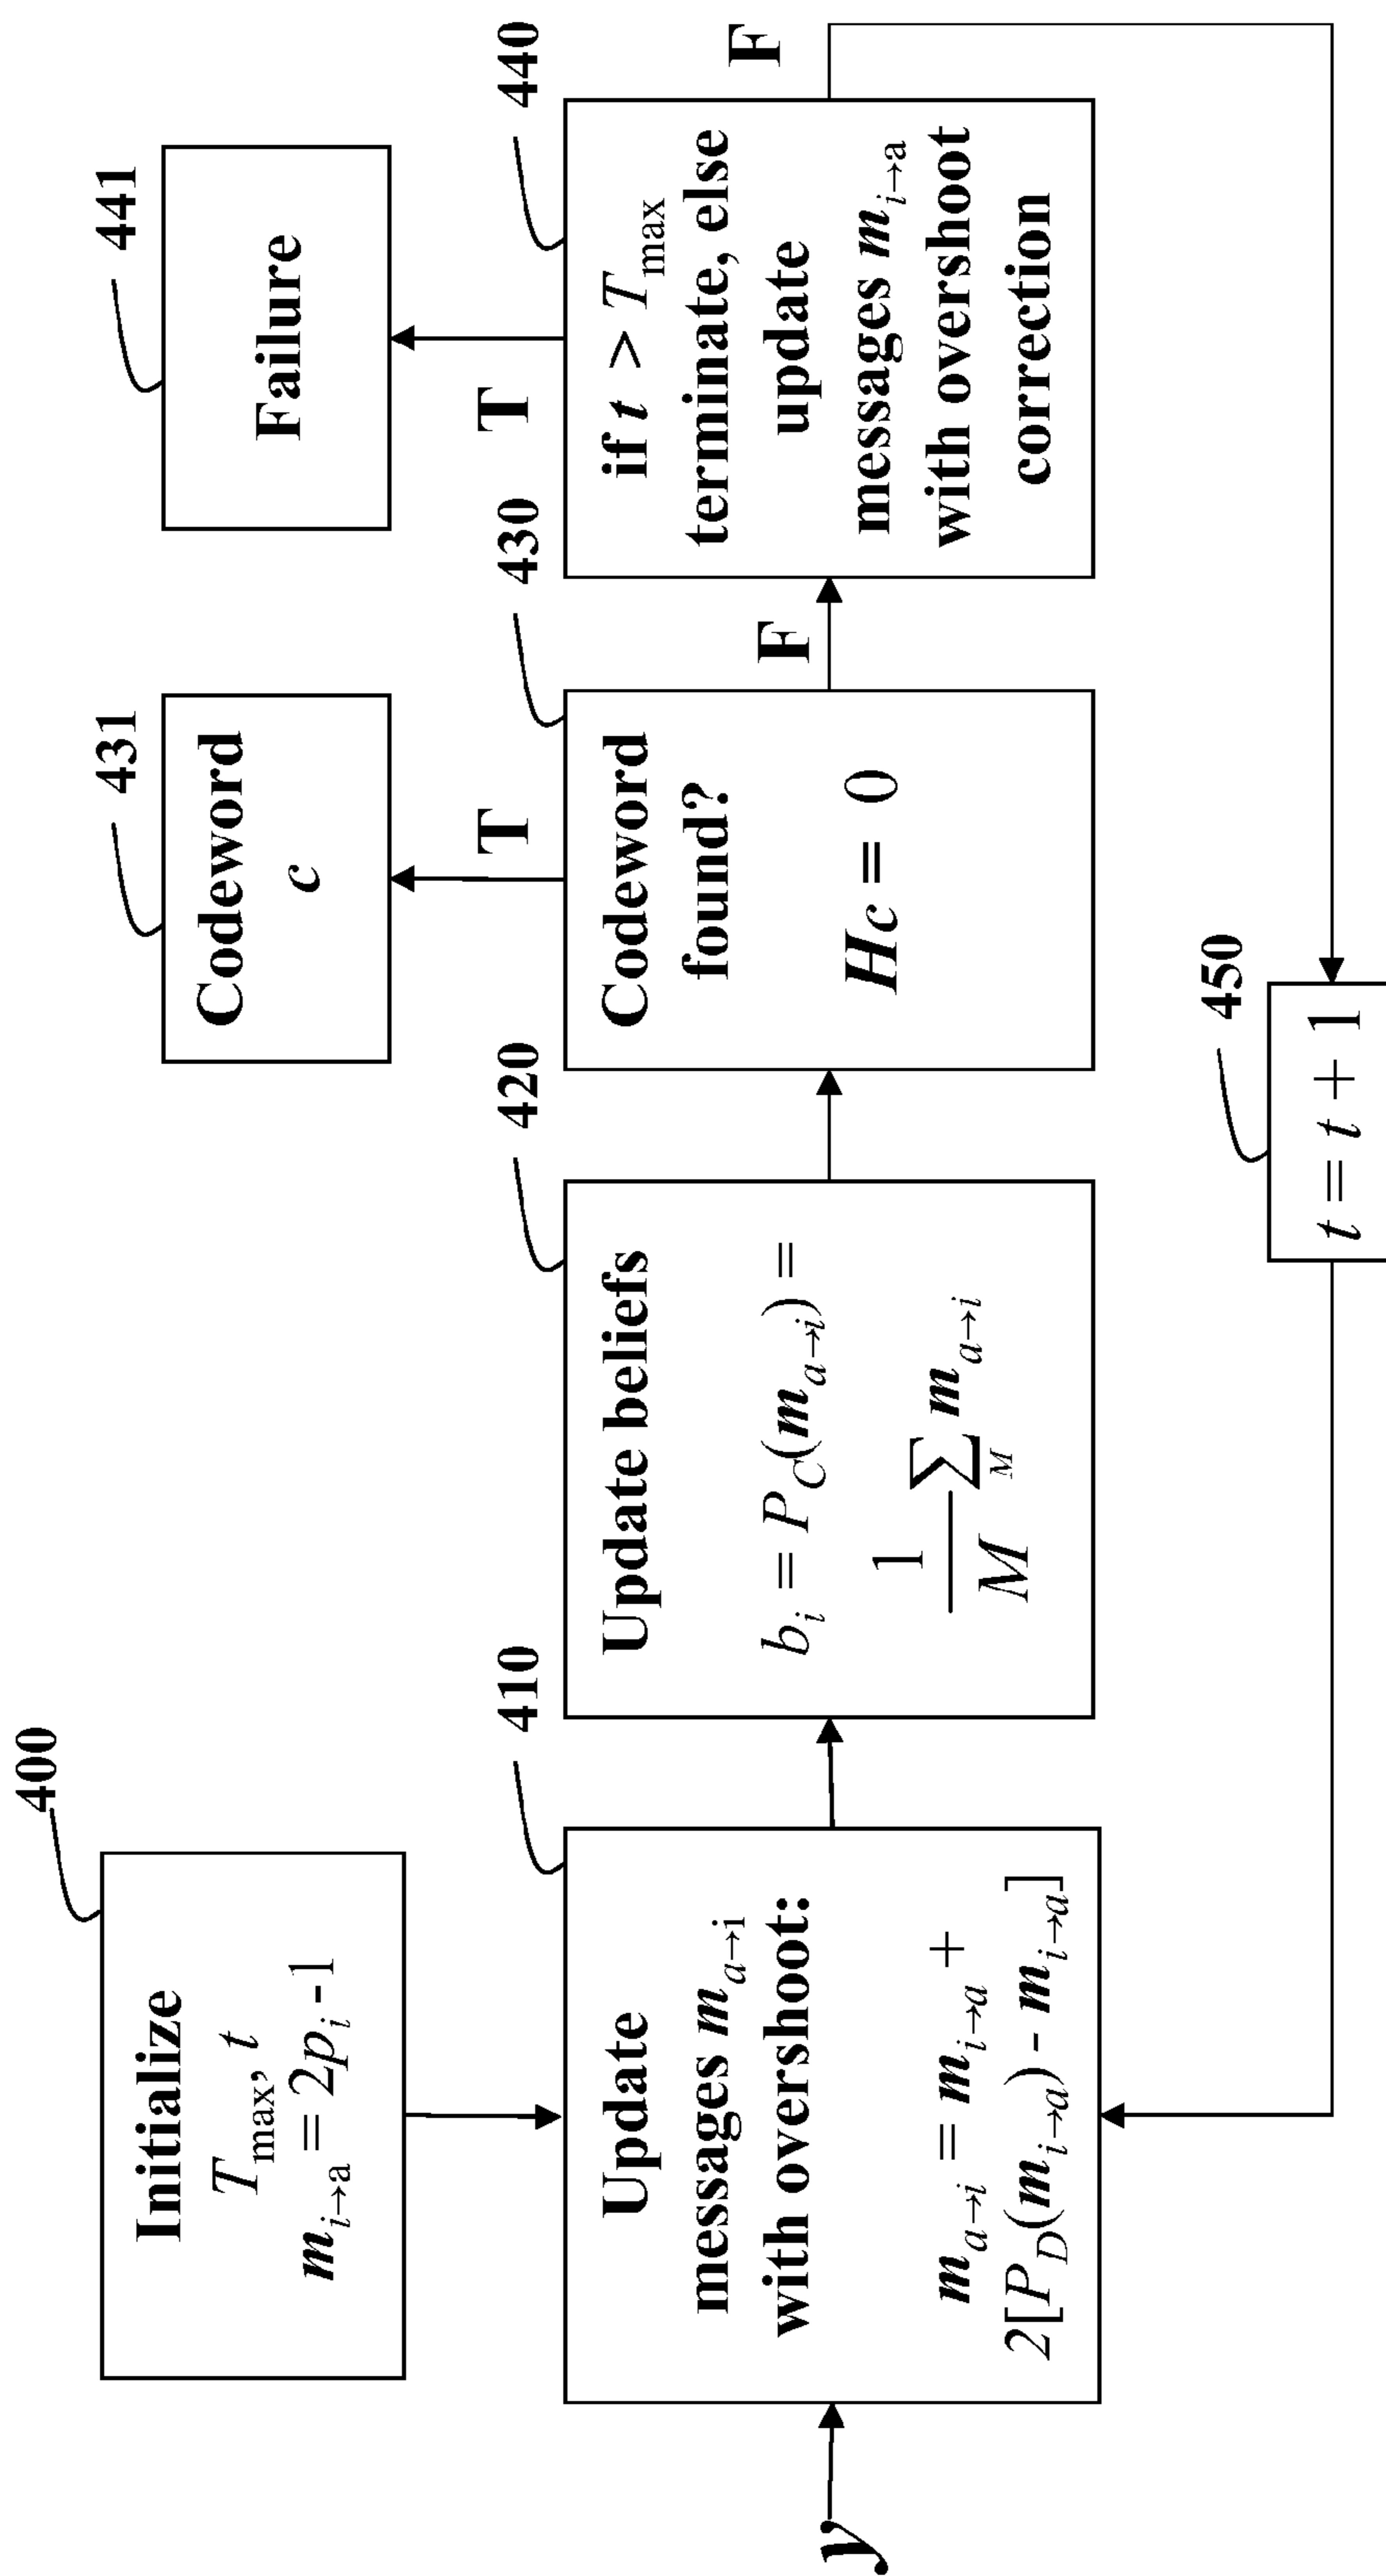 400
Initialize
T_max, t
m_i→a = 2p_i -1
y
410
Update
messages m_a→i
with overshoot:
m_a→i = m_i→a +
2[P_D(m_i→a) - m_i→a]
420
Update beliefs
b_i = P_C(m_a→i) =
1/M ∑_M m_a→i
430
Codeword
found?
Hc = 0
T
431
Codeword
c
F
440
if t > T_max
terminate, else
update
messages m_i→a
with overshoot
correction
T
441
Failure
F
450
t = t + 1